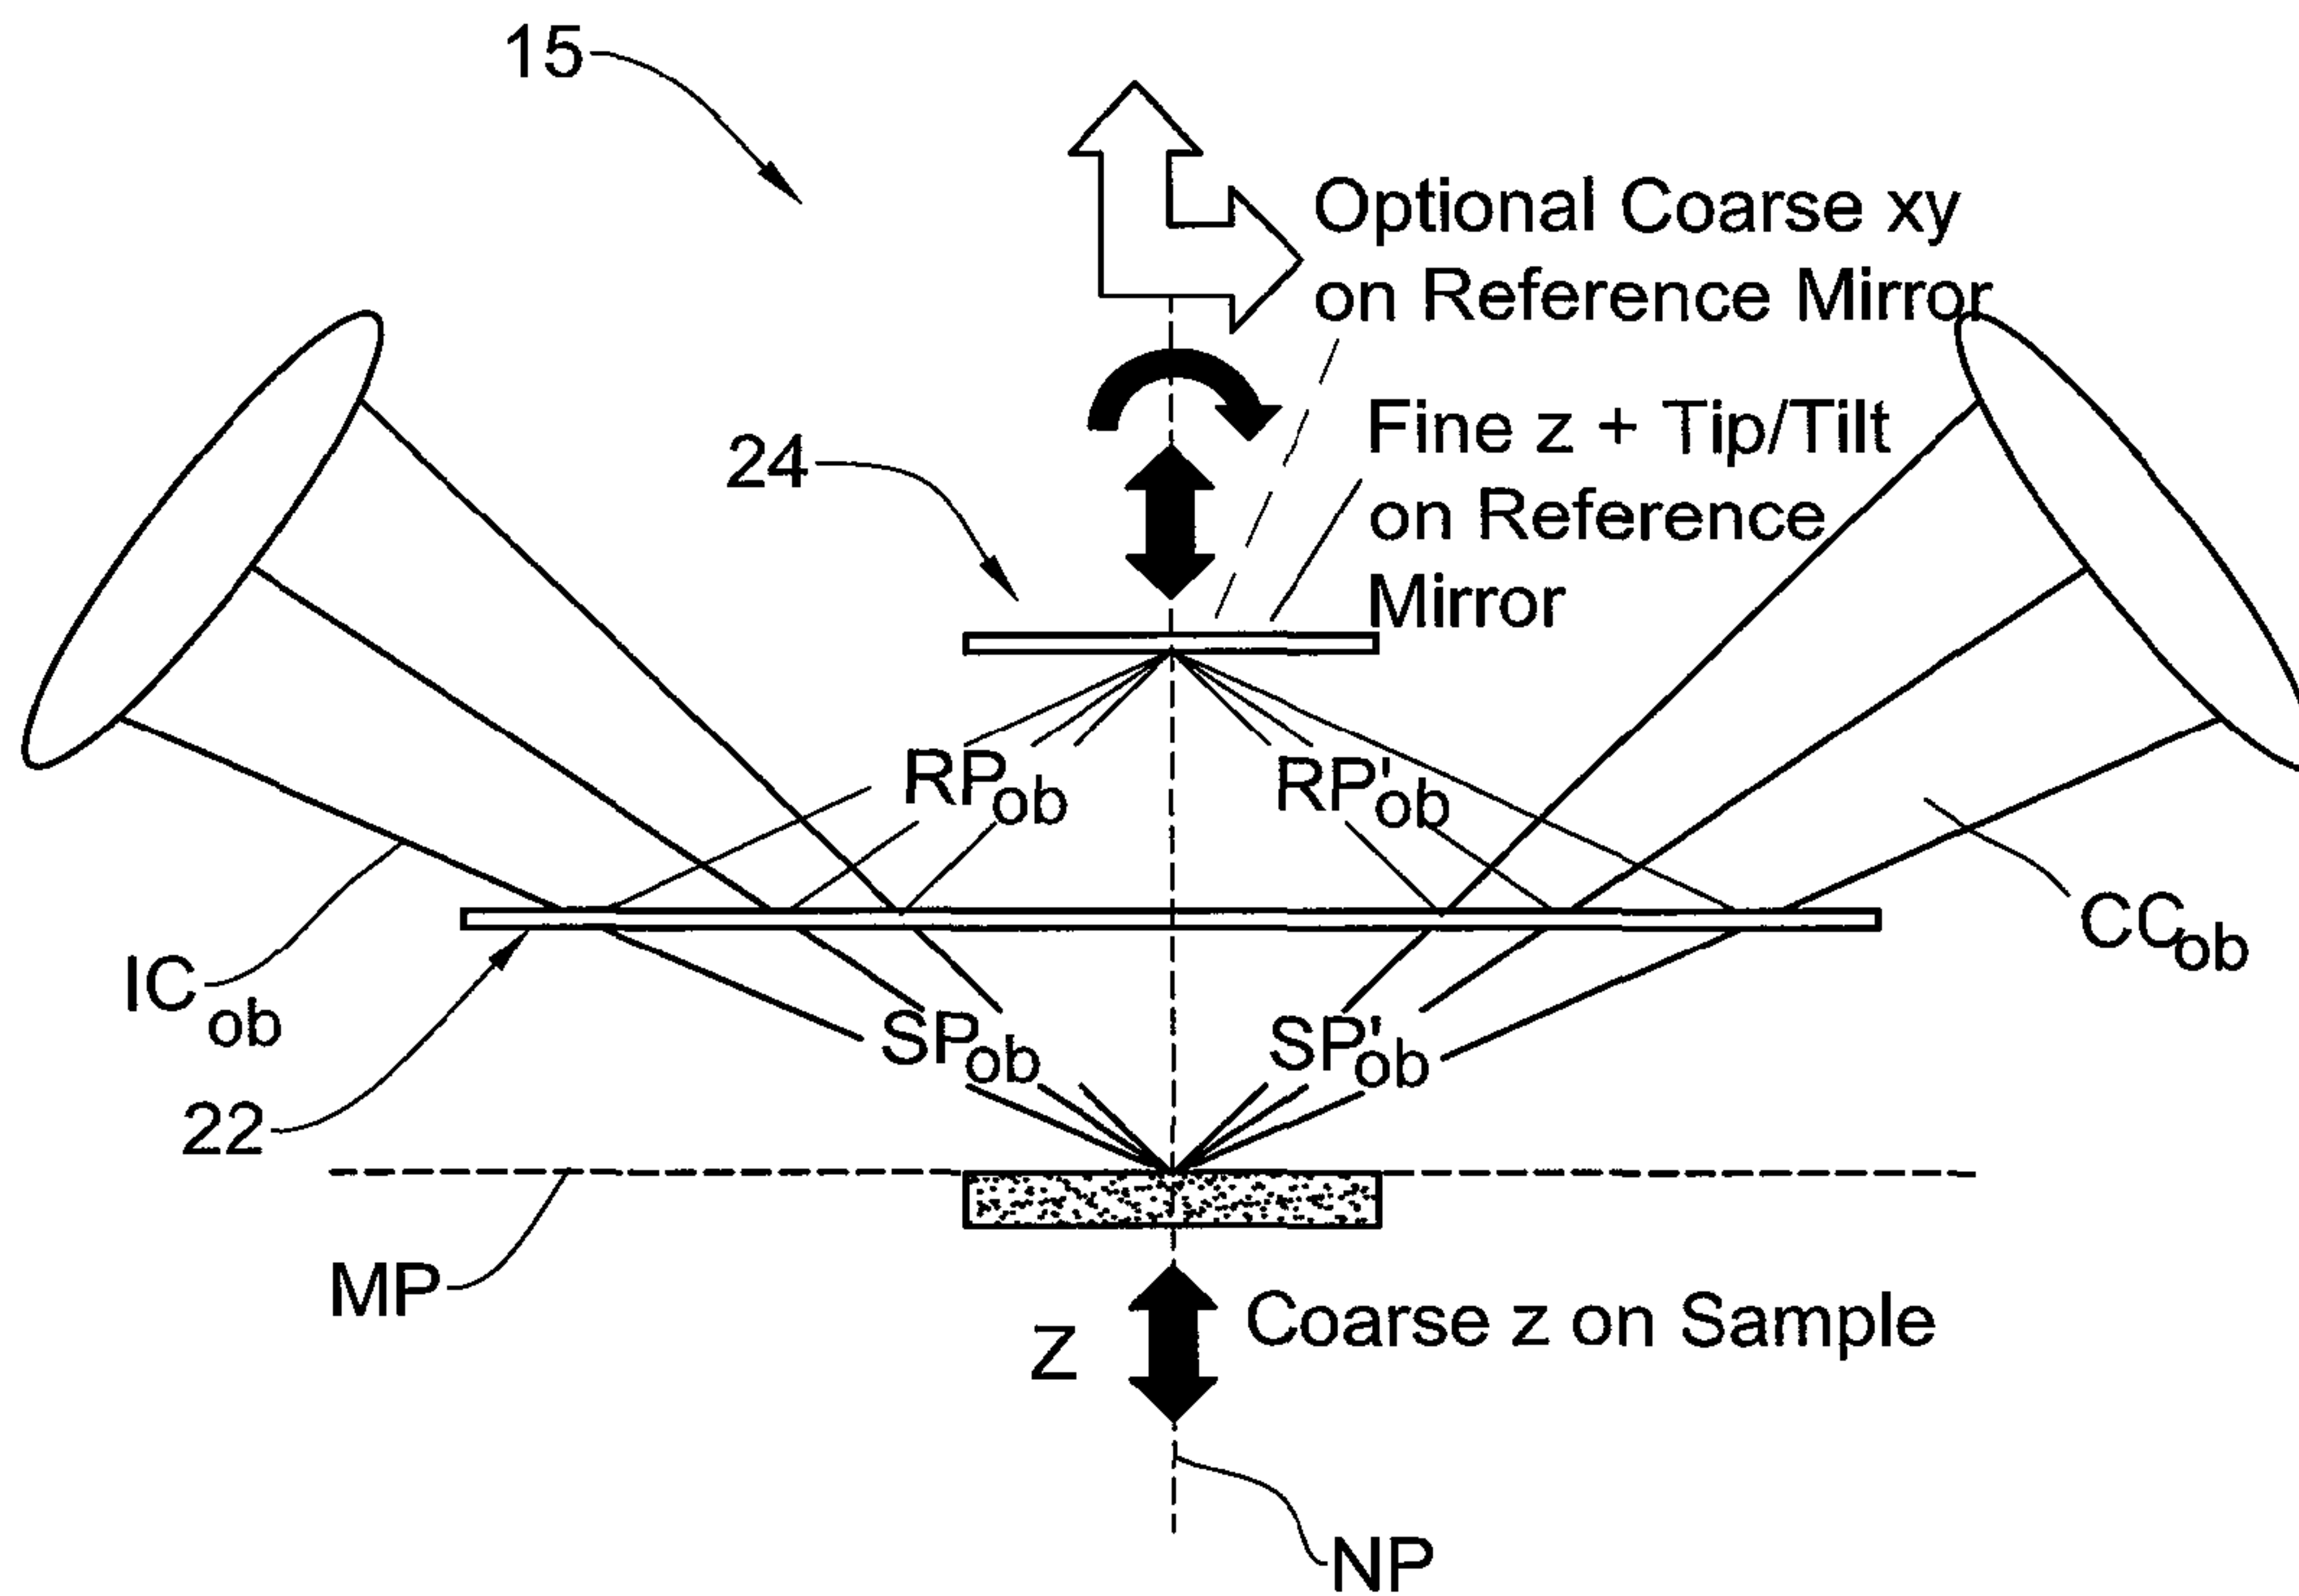 15
Optional Coarse xy
on Reference Mirror
24
Fine z + Tip/Tilt
on Reference
Mirror
RPob
RP'ob
ICob
CCob
SPob
SP'ob
22
MP
Z
Coarse z on Sample
NP